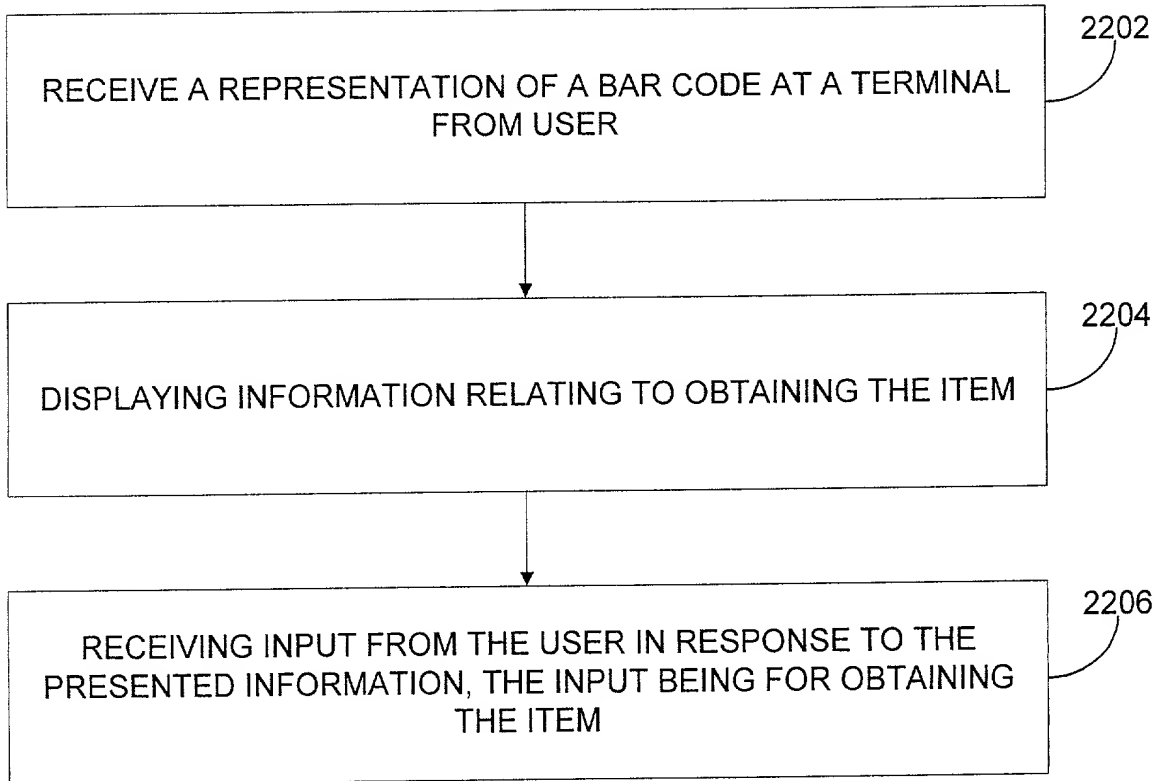 2202
RECEIVE A REPRESENTATION OF A BAR CODE AT A TERMINAL
FROM USER
2204
DISPLAYING INFORMATION RELATING TO OBTAINING THE ITEM
2206
RECEIVING INPUT FROM THE USER IN RESPONSE TO THE
PRESENTED INFORMATION, THE INPUT BEING FOR OBTAINING
THE ITEM